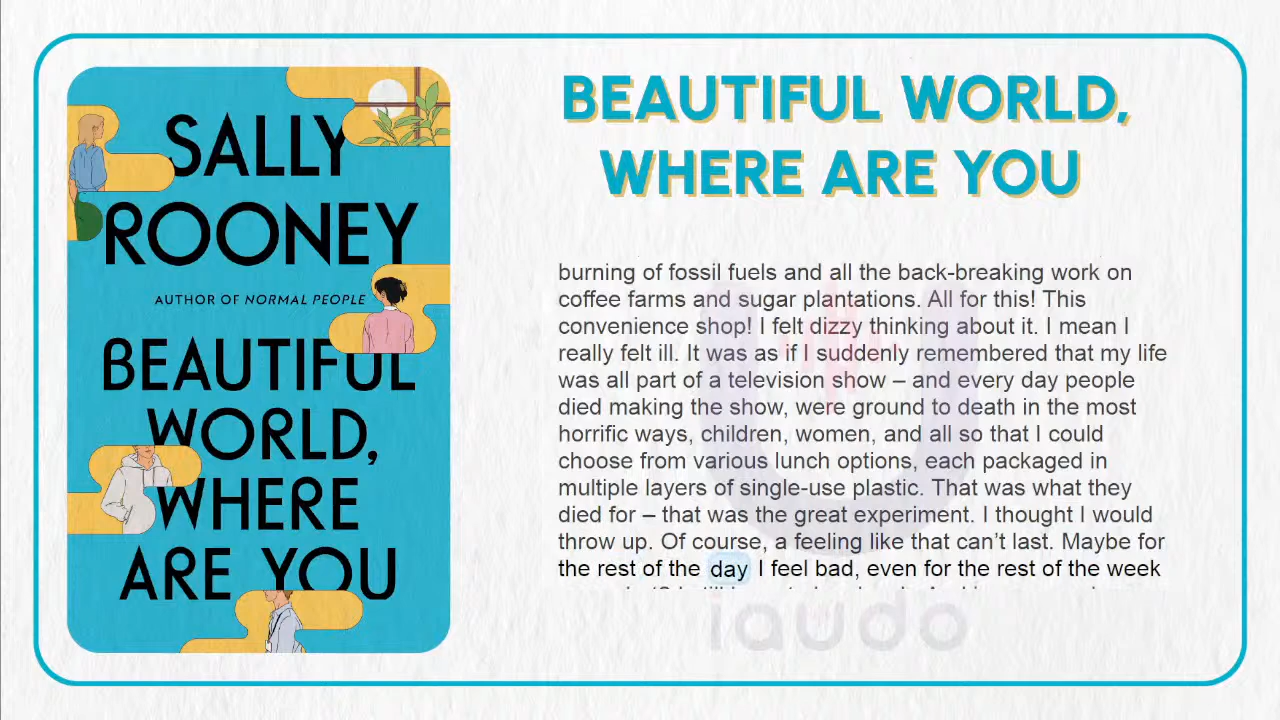 SALLY
ROONEY
AUTHOR OF NORMAL PEOPLE
BEAUTIFUL
WORLD,
WHERE
ARE YOU
BEAUTIFUL WORLD,
WHERE ARE YOU
burning of fossil fuels and all the back-breaking work on
coffee farms and sugar plantations. All for this! This
convenience shop! I felt dizzy thinking about it. I mean I
really felt ill. It was as if I suddenly remembered that my life
was all part of a television show – and every day people
died making the show, were ground to death in the most
horrific ways, children, women, and all so that I could
choose from various lunch options, each packaged in
multiple layers of single-use plastic. That was what they
died for – that was the great experiment. I thought I would
throw up. Of course, a feeling like that can’t last. Maybe for
the rest of the day I feel bad, even for the rest of the week
iaudo